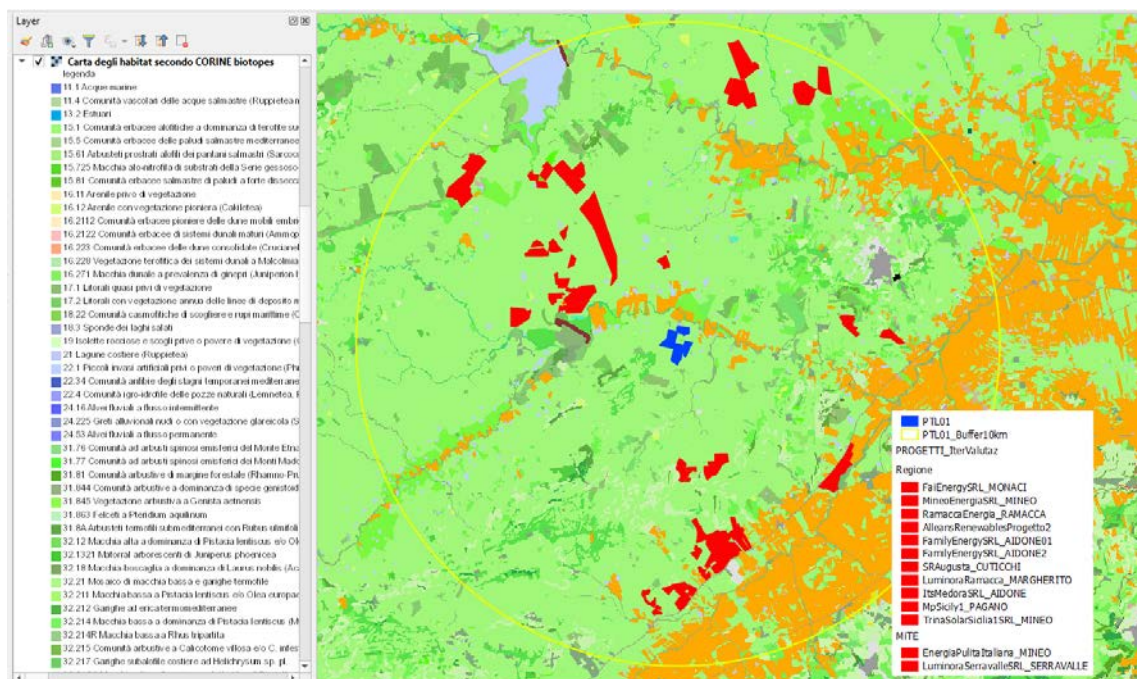 Layer
Carta degli habitat secondo CORINE biotopes
legenda
11.1 Acque marine
11.4 Comunità vascolari delle acque salmastre (Ruppietea m
13.2 Estuari
15.1 Comunità erbacee alofitiche a dominanza di terofite su
15.5 Comunità erbacee delle paludi salmastre mediterranee
15.61 Arbusteti prostrati alofili dei pantani salmastri (Sarcoco
15.725 Macchia alo-nitrofila di substrati della Serie gessoso-
15.81 Comunità erbacee salmastre di paludi a forte dissecca
16.11 Arenile privo di vegetazione
16.12 Arenile con vegetazione pioniera (Cakiletea)
16.2112 Comunità erbacee pioniere delle dune mobili embrio
16.2122 Comunità erbacee di sistemi dunali maturi (Ammop
16.223 Comunità erbacee delle dune consolidate (Crucianel
16.228 Vegetazione terofitica dei sistemi dunali a Malcolmia
16.271 Macchia dunale a prevalenza di ginepri (Juniperion l
17.1 Litorali quasi privi di vegetazione
17.2 Litorali con vegetazione annua delle linee di deposito m
18.22 Comunità casmofitiche di scogliere e rupi marittime (C
18.3 Sponde dei laghi salati
19 Isolette rocciose e scogli privo o povere di vegetazione (
21 Lagune costiere (Ruppietea)
22.1 Piccoli invasi artificiali privi o poveri di vegetazione (Ph
22.34 Comunità anfibie degli stagni temporanei mediterrane
22.4 Comunità igro-idrofile delle pozze naturali (Lemnetea, P
24.16 Alvei fluviali a flusso intermittente
24.225 Greti alluvionali nudi o con vegetazione glareicola (S
24.53 Alvei fluviali a flusso permanente
31.76 Comunità ad arbusti spinosi emisferici del Monte Etna
31.77 Comunità ad arbusti spinosi emisferici dei Monti Mado
31.81 Comunità arbustive di margine forestale (Rhamno-Pru
31.844 Comunità arbustive a dominanza di specie genistoid
31.845 Vegetazione arbustiva a Genista aetnensis
31.863 Felceti a Pteridium aquilinum
31.8A Arbusteti termofili submediterranei con Rubus ulmifoli
32.12 Macchia alta a dominanza di Pistacia lentiscus e/o Ol
32.1321 Matorral arborescenti di Juniperus phoenicea
32.18 Macchia-boscaglia a dominanza di Laurus nobilis (Ac
32.21 Mosaico di macchia bassa e garighe termofile
32.211 Macchia bassa a Pistacia lentiscus e/o Olea europae
32.212 Garighe ad erica termomediterranee
32.214 Macchia bassa a dominanza di Pistacia lentiscus (M
32.214R Macchia bassa a Rhus tripartita
32.215 Comunità arbustive a Calicotome villosa e/o C. infes
32.217 Garighe subalofile costiere ad Helichrysum sp. pl.
PTL01
PTL01_Buffer10km
PROGETTI_IterValutaz
Regione
FaiiEnergySRL_MONACI
MineoEnergiaSRL_MINEO
RamaccaEnergia_RAMACCA
AlleansRenewablesProgetto2
FamilyEnergySRL_AIDONE01
FamilyEnergySRL_AIDONE2
SRAugusta_CUTICCHI
LuminoraRamacca_MARGHERITO
ItsMedoraSRL_AIDONE
MpSicily1_PAGANO
TrinaSolarSicilia1SRL_MINEO
MiTE
EnergiaPulitaItaliana_MINEO
LuminoraSerravalleSRL_SERRAVALLE